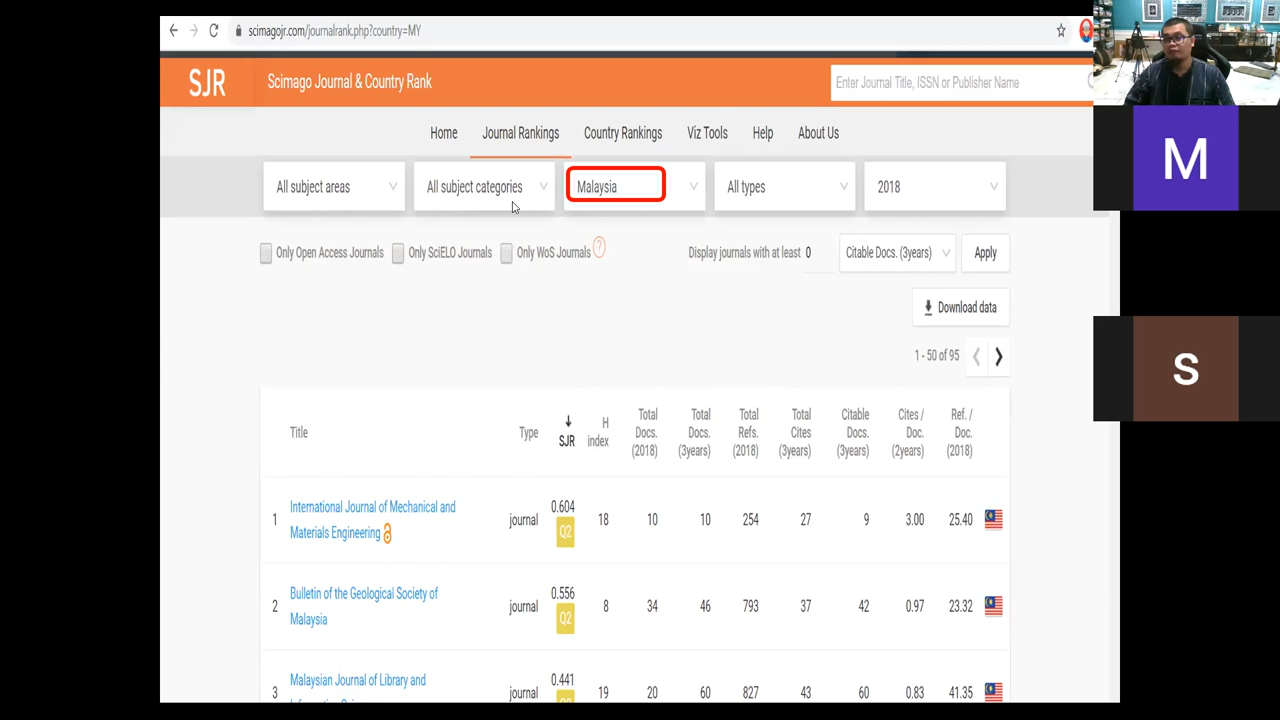 scimagojr.com/journalrank.php?country=MY
SJR
Scimago Journal & Country Rank
Enter Journal Title, ISSN or Publisher Name
Home Journal Rankings Country Rankings Viz Tools Help About Us
All subject areas All subject categories Malaysia All types 2018
Only Open Access Journals Only SciELO Journals Only WoS Journals ? Display journals with at least 0 Citable Docs. (3years) Apply
Download data
1 - 50 of 95
Title Type SJR H index Total Docs. (2018) Total Docs. (3years) Total Refs. (2018) Total Cites (3years) Citable Docs. (3years) Cites / Doc. (2years) Ref. / Doc. (2018)
1 International Journal of Mechanical and Materials Engineering journal 0.604 Q2 18 10 10 254 27 9 3.00 25.40
2 Bulletin of the Geological Society of Malaysia journal 0.556 Q2 8 34 46 793 37 42 0.97 23.32
3 Malaysian Journal of Library and journal 0.441 19 20 60 827 43 60 0.83 41.35
M
S